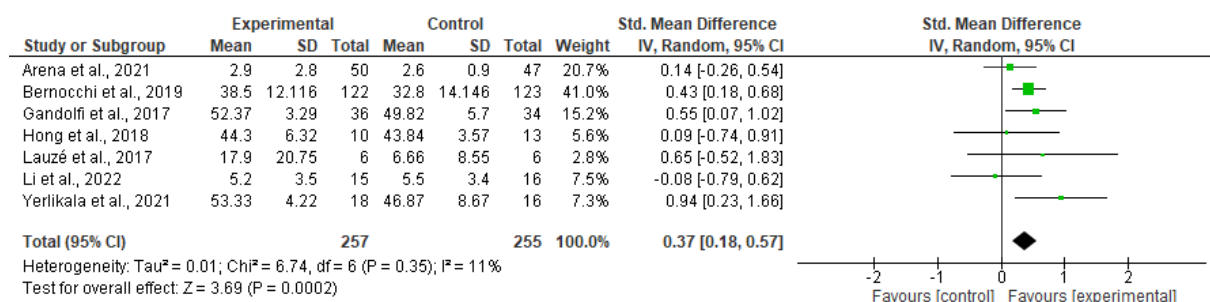 Experimental Control Std. Mean Difference Std. Mean Difference
Study or Subgroup Mean SD Total Mean SD Total Weight IV, Random, 95% CI IV, Random, 95% CI
Arena et al., 2021 2.9 2.8 50 2.6 0.9 47 20.7% 0.14 [-0.26, 0.54]
Bernocchi et al., 2019 38.5 12.116 122 32.8 14.146 123 41.0% 0.43 [0.18, 0.68]
Gandolfi et al., 2017 52.37 3.29 36 49.82 5.7 34 15.2% 0.55 [0.07, 1.02]
Hong et al., 2018 44.3 6.32 10 43.84 3.57 13 5.6% 0.09 [-0.74, 0.91]
Lauzé et al., 2017 17.9 20.75 6 6.66 8.55 6 2.8% 0.65 [-0.52, 1.83]
Li et al., 2022 5.2 3.5 15 5.5 3.4 16 7.5% -0.08 [-0.79, 0.62]
Yerlikala et al., 2021 53.33 4.22 18 46.87 8.67 16 7.3% 0.94 [0.23, 1.66]
Total (95% CI) 257 255 100.0% 0.37 [0.18, 0.57]
Heterogeneity: Tau² = 0.01; Chi² = 6.74, df = 6 (P = 0.35); I² = 11%
Test for overall effect: Z = 3.69 (P = 0.0002)
-2 -1 0 1 2
Favours [control] Favours [experimental]